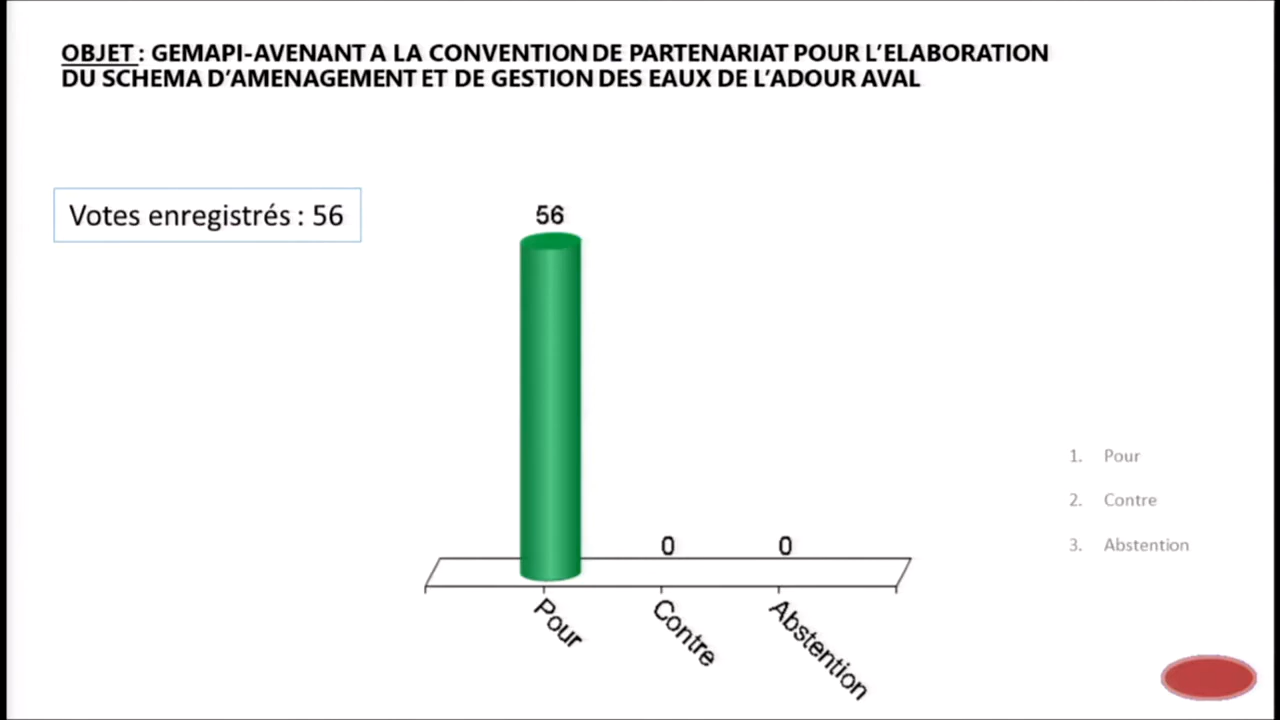 OBJET : GEMAPI-AVENANT A LA CONVENTION DE PARTENARIAT POUR L'ELABORATION
DU SCHEMA D'AMENAGEMENT ET DE GESTION DES EAUX DE L'ADOUR AVAL
Votes enregistrés : 56
56
0
0
Pour
Contre
Abstention
1. Pour
2. Contre
3. Abstention